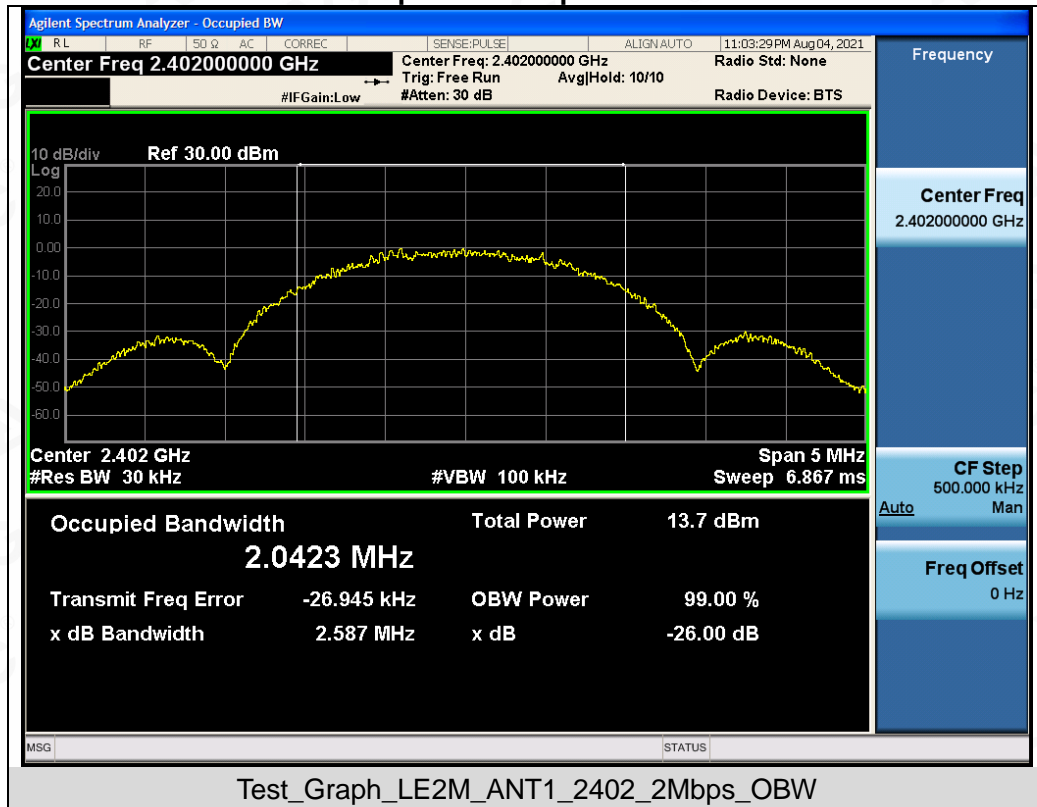 Agilent Spectrum Analyzer - Occupied BW
LXI RL RF 50 Ω AC CORREC SENSE:PULSE ALIGN AUTO 11:03:29 PM Aug 04, 2021
Center Freq 2.402000000 GHz
Center Freq: 2.402000000 GHz Radio Std: None
Trig: Free Run Avg|Hold: 10/10
#IFGain:Low #Atten: 30 dB Radio Device: BTS
10 dB/div Ref 30.00 dBm
Log
20.0
10.0
0.00
-10.0
-20.0
-30.0
-40.0
-50.0
-60.0
Center 2.402 GHz Span 5 MHz
#Res BW 30 kHz #VBW 100 kHz Sweep 6.867 ms
Occupied Bandwidth Total Power 13.7 dBm
2.0423 MHz
Transmit Freq Error -26.945 kHz OBW Power 99.00 %
x dB Bandwidth 2.587 MHz x dB -26.00 dB
MSG STATUS
Frequency
Center Freq
2.402000000 GHz
CF Step
500.000 kHz
Auto Man
Freq Offset
0 Hz
Test_Graph_LE2M_ANT1_2402_2Mbps_OBW